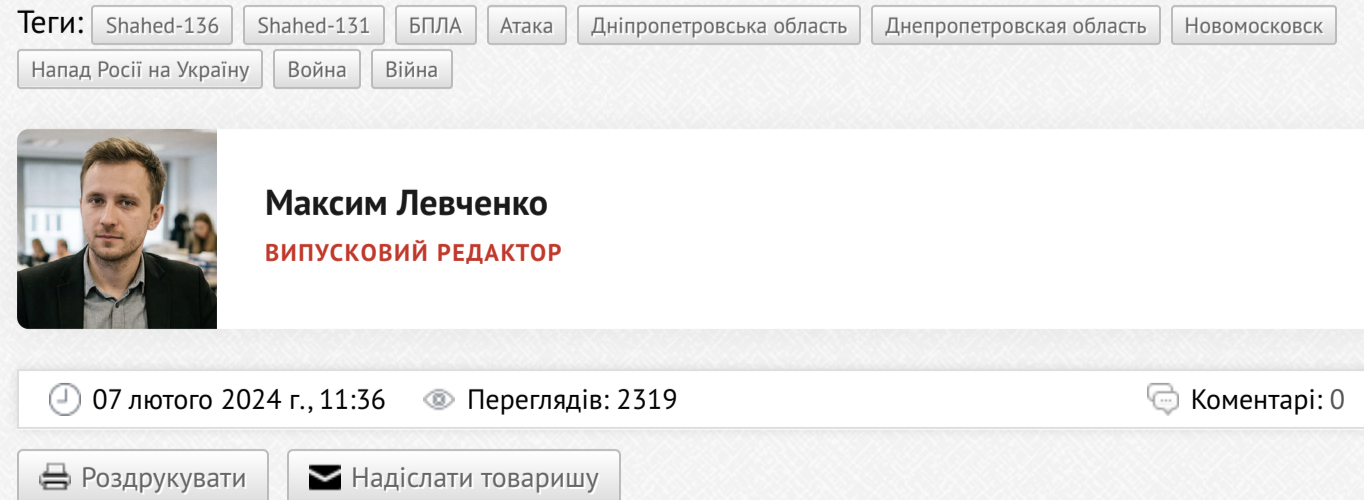 Теги: Shahed-136 Shahed-131 БПЛА Атака Дніпропетровська область Днепропетровская область Новомосковск
Напад Росії на Україну Война Війна
Максим Левченко
ВИПУСКОВИЙ РЕДАКТОР
07 лютого 2024 г., 11:36 Переглядів: 2319 Коментарі: 0
Роздрукувати Надіслати товаришу